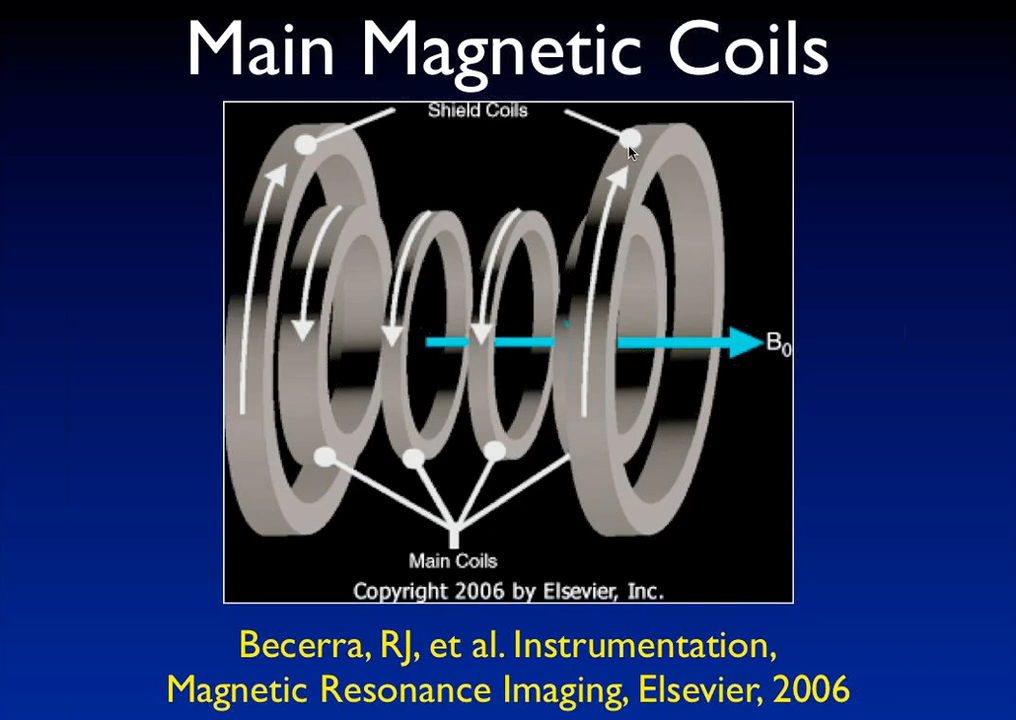 Main Magnetic Coils
Shield Coils
B₀
Main Coils
Copyright 2006 by Elsevier, Inc.
Becerra, RJ, et al. Instrumentation,
Magnetic Resonance Imaging, Elsevier, 2006